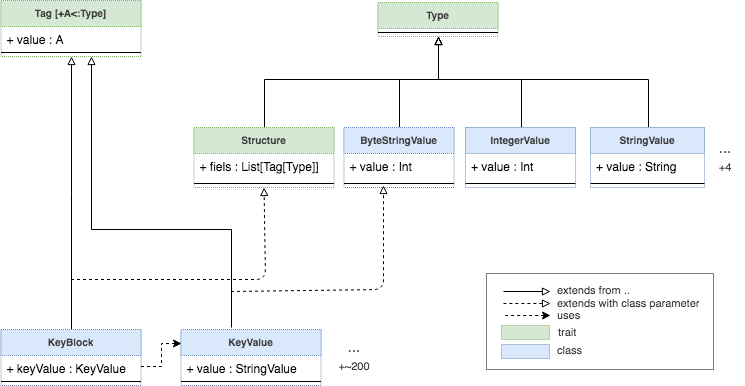 Tag [+A<:Type]
+ value : A
Type
Structure
+ fiels : List[Tag[Type]]
ByteStringValue
+ value : Int
IntegerValue
+ value : Int
StringValue
+ value : String
...
+4
extends from ..
extends with class parameter
uses
trait
class
KeyBlock
+ keyValue : KeyValue
KeyValue
+ value : StringValue
...
+~200